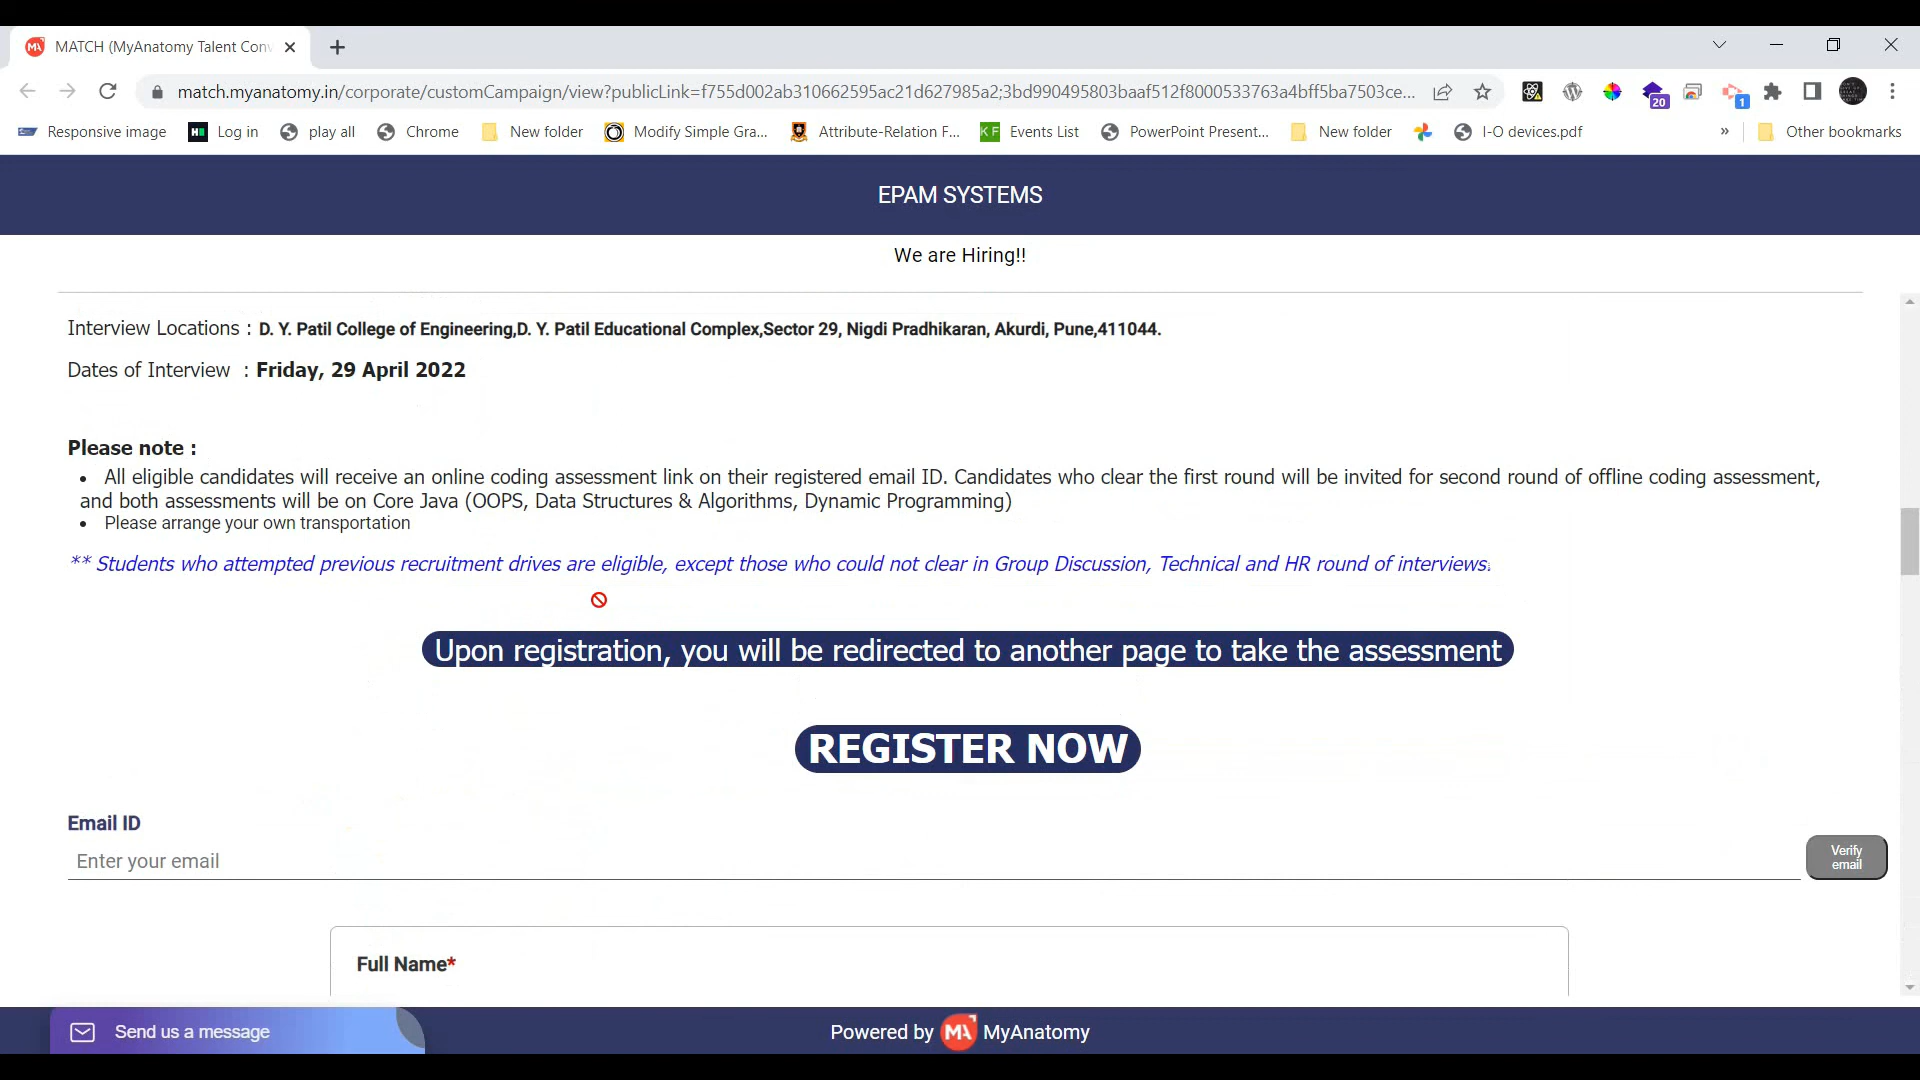 MATCH (MyAnatomy Talent Conv
match.myanatomy.in/corporate/customCampaign/view?publicLink=f755d002ab310662595ac21d627985a2;3bd990495803baaf512f8000533763a4bff5ba7503ce...
20
1
Responsive image Log in play all Chrome New folder Modify Simple Gra... Attribute-Relation F... KF Events List PowerPoint Present... New folder I-O devices.pdf » Other bookmarks
EPAM SYSTEMS
We are Hiring!!
Interview Locations : D. Y. Patil College of Engineering,D. Y. Patil Educational Complex,Sector 29, Nigdi Pradhikaran, Akurdi, Pune,411044.
Dates of Interview : Friday, 29 April 2022
Please note :
• All eligible candidates will receive an online coding assessment link on their registered email ID. Candidates who clear the first round will be invited for second round of offline coding assessment,
and both assessments will be on Core Java (OOPS, Data Structures & Algorithms, Dynamic Programming)
• Please arrange your own transportation
** Students who attempted previous recruitment drives are eligible, except those who could not clear in Group Discussion, Technical and HR round of interviews.
Upon registration, you will be redirected to another page to take the assessment
REGISTER NOW
Email ID
Enter your email
Verify
email
Full Name*
Send us a message
Powered by MA MyAnatomy